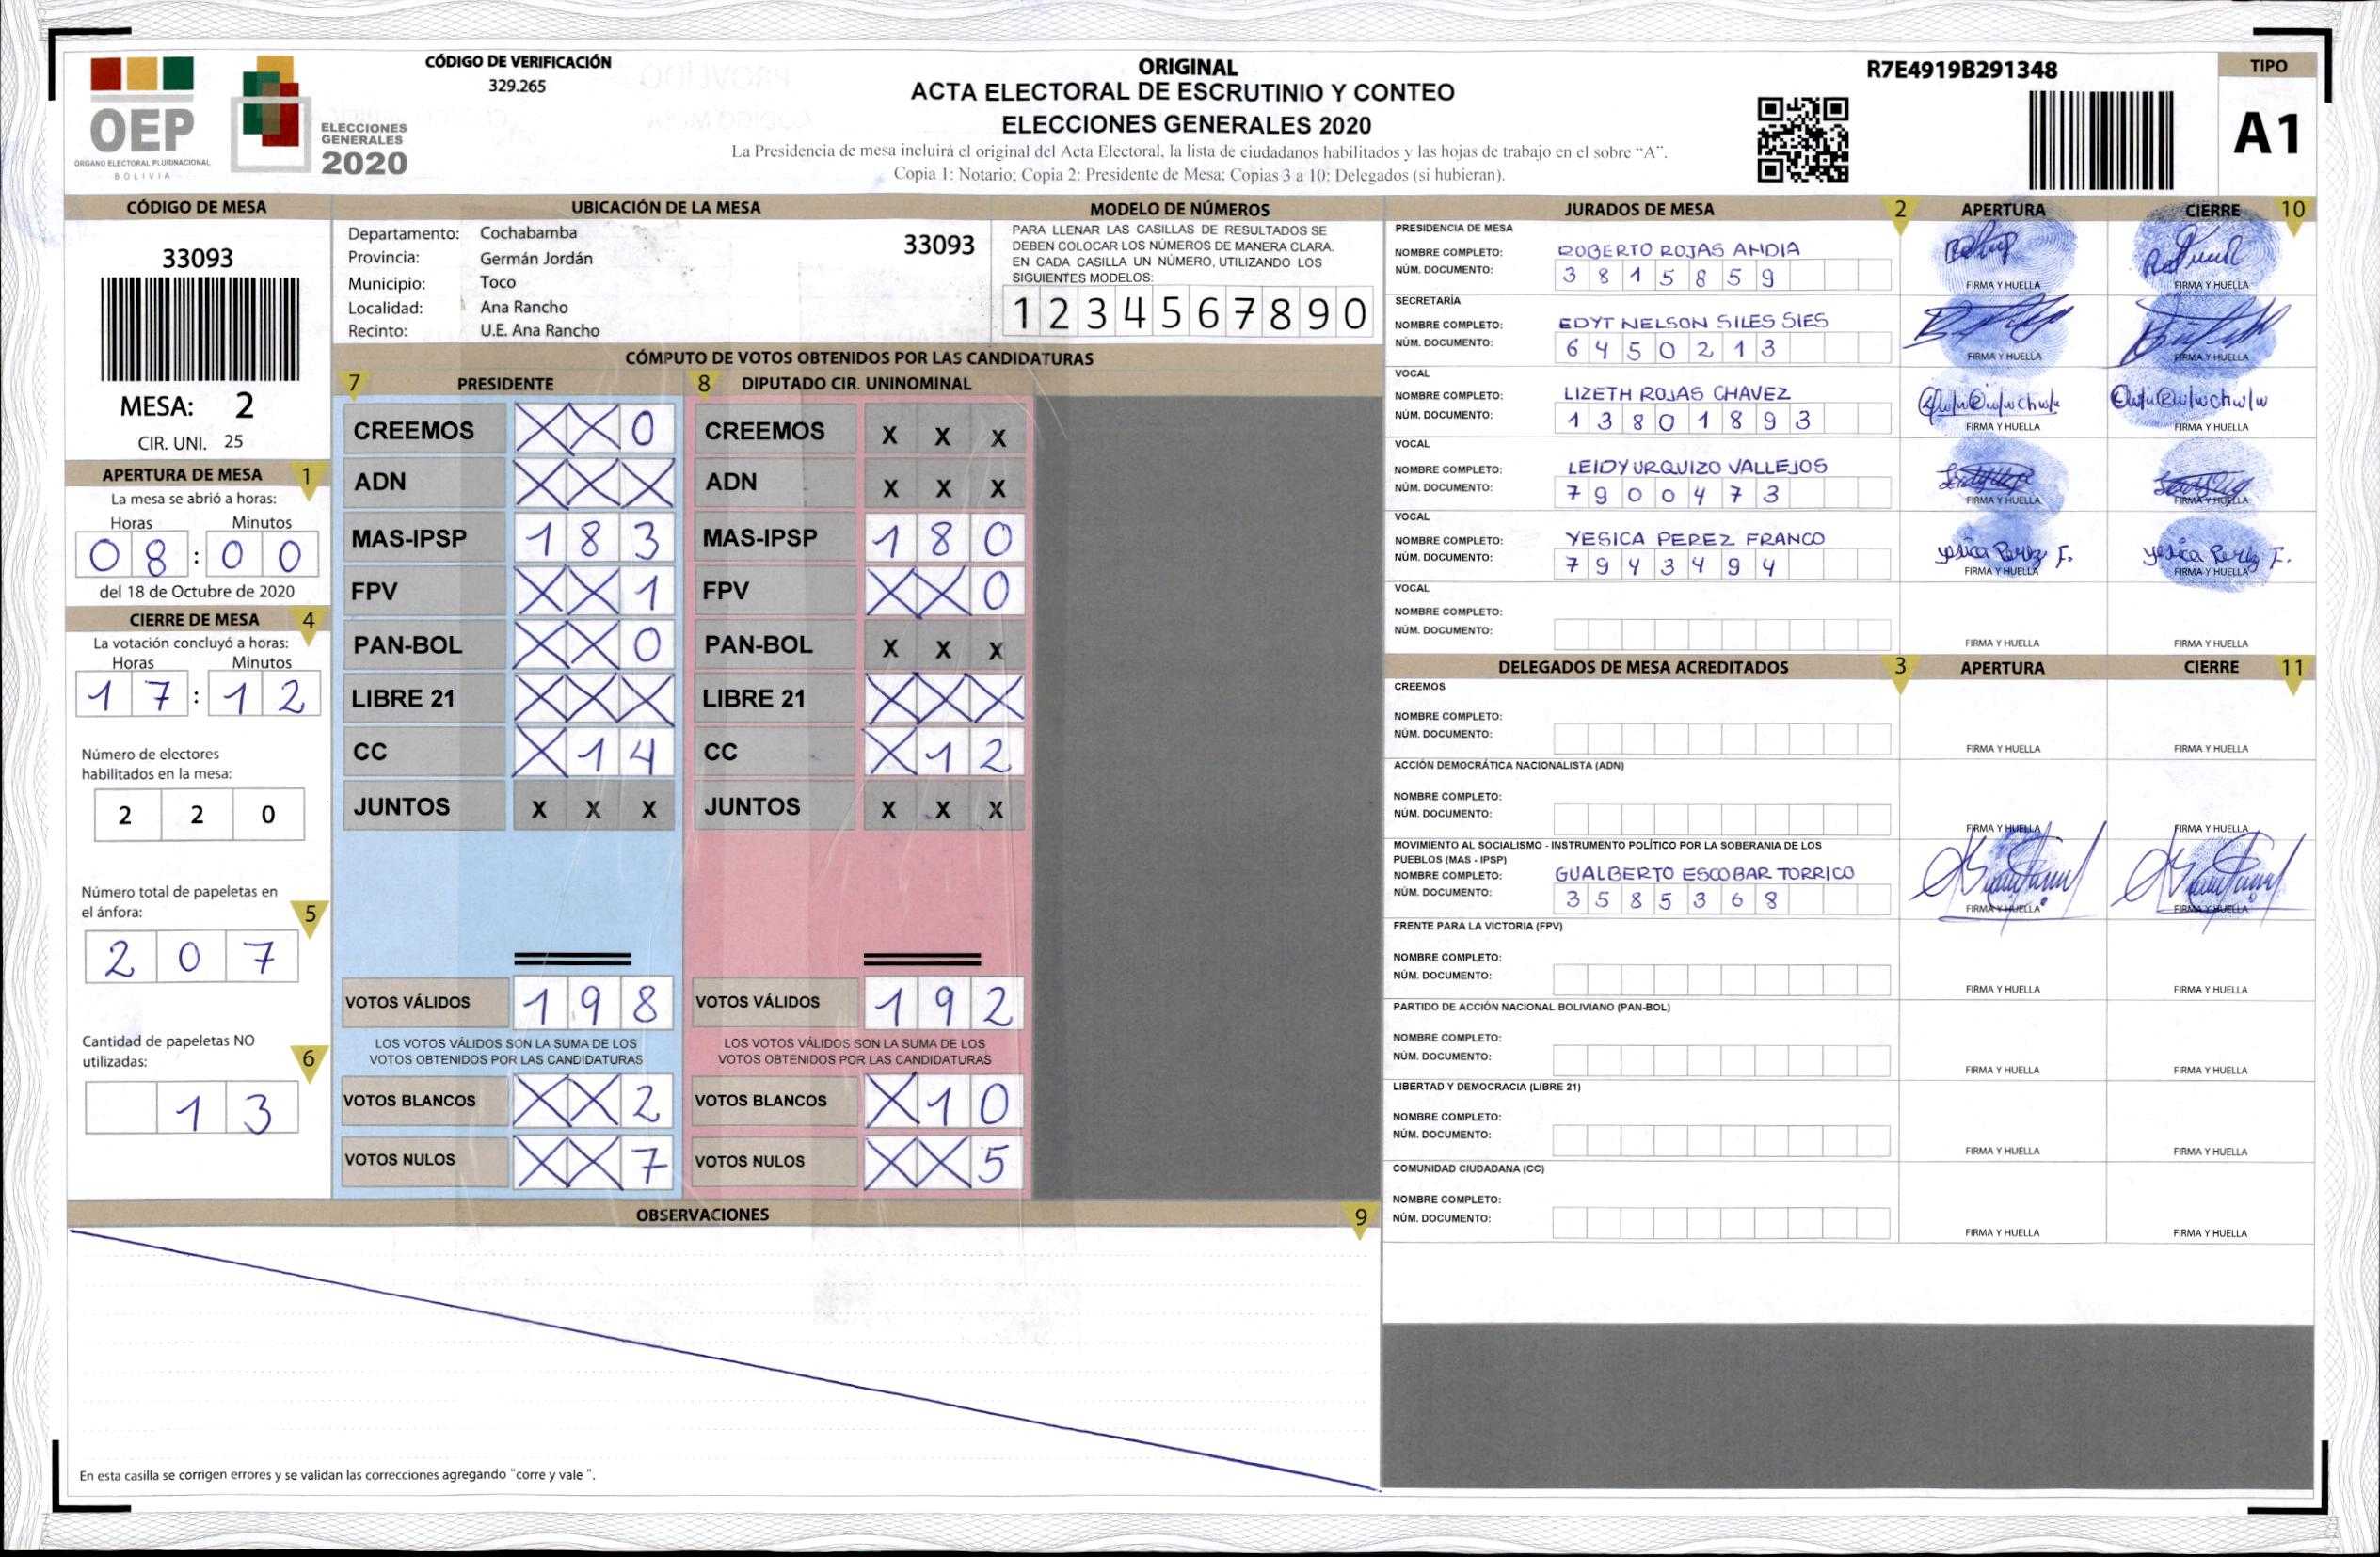 OEP
ÓRGANO ELECTORAL PLURINACIONAL
BOLIVIA
ELECCIONES
GENERALES
2020
CÓDIGO DE VERIFICACIÓN
329.265
ORIGINAL
ACTA ELECTORAL DE ESCRUTINIO Y CONTEO
ELECCIONES GENERALES 2020
La Presidencia de mesa incluirá el original del Acta Electoral, la lista de ciudadanos habilitados y las hojas de trabajo en el sobre “A”.
Copia 1: Notario; Copia 2: Presidente de Mesa; Copias 3 a 10: Delegados (si hubieran).
R7E4919B291348
TIPO
A1
CÓDIGO DE MESA
33093
MESA: 2
CIR. UNI. 25
APERTURA DE MESA 1
La mesa se abrió a horas:
Horas Minutos
08:00
del 18 de Octubre de 2020
CIERRE DE MESA 4
La votación concluyó a horas:
Horas Minutos
17:12
Número de electores
habilitados en la mesa:
2 2 0
Número total de papeletas en
el ánfora: 5
2 0 7
Cantidad de papeletas NO
utilizadas: 6
1 3
UBICACIÓN DE LA MESA
Departamento: Cochabamba
33093
Provincia: Germán Jordán
Municipio: Toco
Localidad: Ana Rancho
Recinto: U.E. Ana Rancho
MODELO DE NÚMEROS
PARA LLENAR LAS CASILLAS DE RESULTADOS SE
DEBEN COLOCAR LOS NÚMEROS DE MANERA CLARA.
EN CADA CASILLA UN NÚMERO, UTILIZANDO LOS
SIGUIENTES MODELOS:
1 2 3 4 5 6 7 8 9 0
CÓMPUTO DE VOTOS OBTENIDOS POR LAS CANDIDATURAS
7 PRESIDENTE
CREEMOS X X 0
ADN X X X
MAS-IPSP 1 8 3
FPV X X 1
PAN-BOL X X 0
LIBRE 21 X X X
CC X 1 4
JUNTOS X X X
VOTOS VÁLIDOS 1 9 8
LOS VOTOS VÁLIDOS SON LA SUMA DE LOS
VOTOS OBTENIDOS POR LAS CANDIDATURAS
VOTOS BLANCOS X X 2
VOTOS NULOS X X 7
8 DIPUTADO CIR. UNINOMINAL
CREEMOS X X X
ADN X X X
MAS-IPSP 1 8 0
FPV X X 0
PAN-BOL X X X
LIBRE 21 X X X
CC X 1 2
JUNTOS X X X
VOTOS VÁLIDOS 1 9 2
LOS VOTOS VÁLIDOS SON LA SUMA DE LOS
VOTOS OBTENIDOS POR LAS CANDIDATURAS
VOTOS BLANCOS X 1 0
VOTOS NULOS X X 5
OBSERVACIONES 9
En esta casilla se corrigen errores y se validan las correcciones agregando "corre y vale ".
JURADOS DE MESA 2 APERTURA CIERRE 10
PRESIDENCIA DE MESA
NOMBRE COMPLETO: ROBERTO ROJAS ANDIA
NÚM. DOCUMENTO: 3815859
FIRMA Y HUELLA FIRMA Y HUELLA
SECRETARÍA
NOMBRE COMPLETO: EDYT NELSON SILES SIES
NÚM. DOCUMENTO: 6450213
FIRMA Y HUELLA FIRMA Y HUELLA
VOCAL
NOMBRE COMPLETO: LIZETH ROJAS CHAVEZ
NÚM. DOCUMENTO: 13801893
FIRMA Y HUELLA FIRMA Y HUELLA
VOCAL
NOMBRE COMPLETO: LEIDY URQUIZO VALLEJOS
NÚM. DOCUMENTO: 7900473
FIRMA Y HUELLA FIRMA Y HUELLA
VOCAL
NOMBRE COMPLETO: YESICA PEREZ FRANCO
NÚM. DOCUMENTO: 7943494
Yesica Perez F. Yesica Perez F.
FIRMA Y HUELLA FIRMA Y HUELLA
VOCAL
NOMBRE COMPLETO:
NÚM. DOCUMENTO:
FIRMA Y HUELLA FIRMA Y HUELLA
DELEGADOS DE MESA ACREDITADOS 3 APERTURA CIERRE 11
CREEMOS
NOMBRE COMPLETO:
NÚM. DOCUMENTO:
FIRMA Y HUELLA FIRMA Y HUELLA
ACCIÓN DEMOCRÁTICA NACIONALISTA (ADN)
NOMBRE COMPLETO:
NÚM. DOCUMENTO:
FIRMA Y HUELLA FIRMA Y HUELLA
MOVIMIENTO AL SOCIALISMO - INSTRUMENTO POLÍTICO POR LA SOBERANIA DE LOS
PUEBLOS (MAS - IPSP)
NOMBRE COMPLETO: GUALBERTO ESCOBAR TORRICO
NÚM. DOCUMENTO: 3585368
FIRMA Y HUELLA FIRMA Y HUELLA
FRENTE PARA LA VICTORIA (FPV)
NOMBRE COMPLETO:
NÚM. DOCUMENTO:
FIRMA Y HUELLA FIRMA Y HUELLA
PARTIDO DE ACCIÓN NACIONAL BOLIVIANO (PAN-BOL)
NOMBRE COMPLETO:
NÚM. DOCUMENTO:
FIRMA Y HUELLA FIRMA Y HUELLA
LIBERTAD Y DEMOCRACIA (LIBRE 21)
NOMBRE COMPLETO:
NÚM. DOCUMENTO:
FIRMA Y HUELLA FIRMA Y HUELLA
COMUNIDAD CIUDADANA (CC)
NOMBRE COMPLETO:
NÚM. DOCUMENTO:
FIRMA Y HUELLA FIRMA Y HUELLA